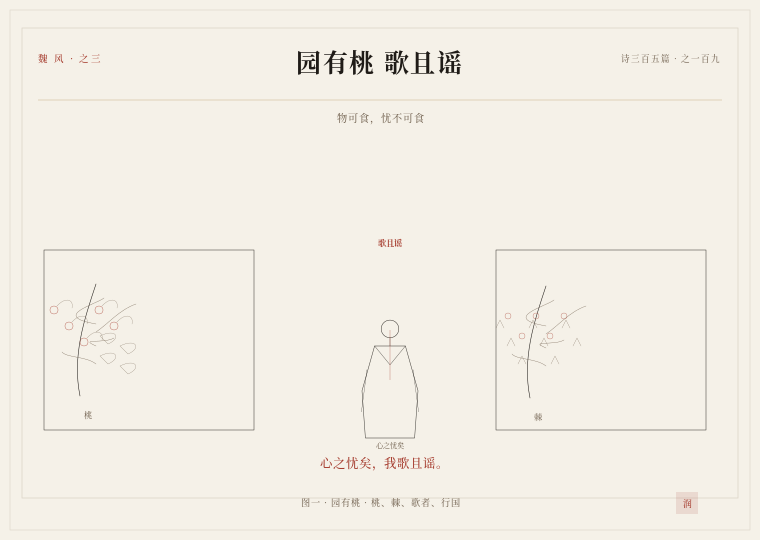 魏 风 · 之三
园有桃 歌且谣
诗三百五篇 · 之一百九
物可食，忧不可食
歌且谣
桃
棘
心之忧矣
心之忧矣，我歌且谣。
图一 · 园有桃 · 桃、棘、歌者、行国
润